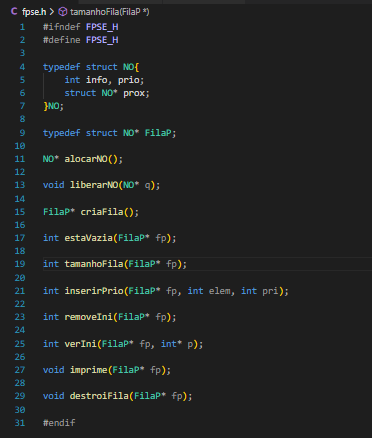 C fpse.h > tamanhoFila(FilaP *)
1 #ifndef FPSE_H
2 #define FPSE_H
3
4 typedef struct NO{
5 int info, prio;
6 struct NO* prox;
7 }NO;
8
9 typedef struct NO* FilaP;
10
11 NO* alocarNO();
12
13 void liberarNO(NO* q);
14
15 FilaP* criaFila();
16
17 int estaVazia(FilaP* fp);
18
19 int tamanhoFila(FilaP* fp);
20
21 int inserirPrio(FilaP* fp, int elem, int pri);
22
23 int removeIni(FilaP* fp);
24
25 int verIni(FilaP* fp, int* p);
26
27 void imprime(FilaP* fp);
28
29 void destroiFila(FilaP* fp);
30
31 #endif